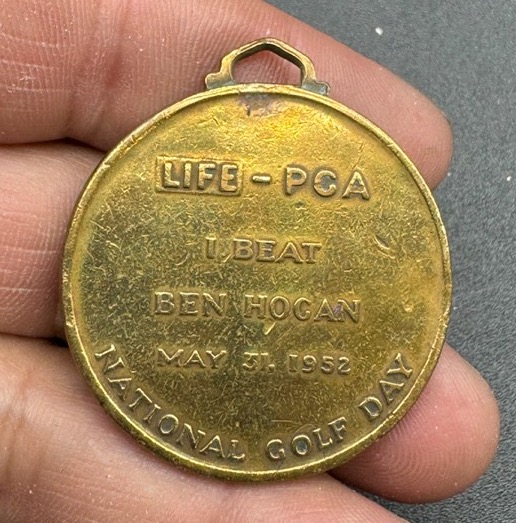 LIFE - PGA
I BEAT
BEN HOGAN
MAY 31, 1952
NATIONAL GOLF DAY